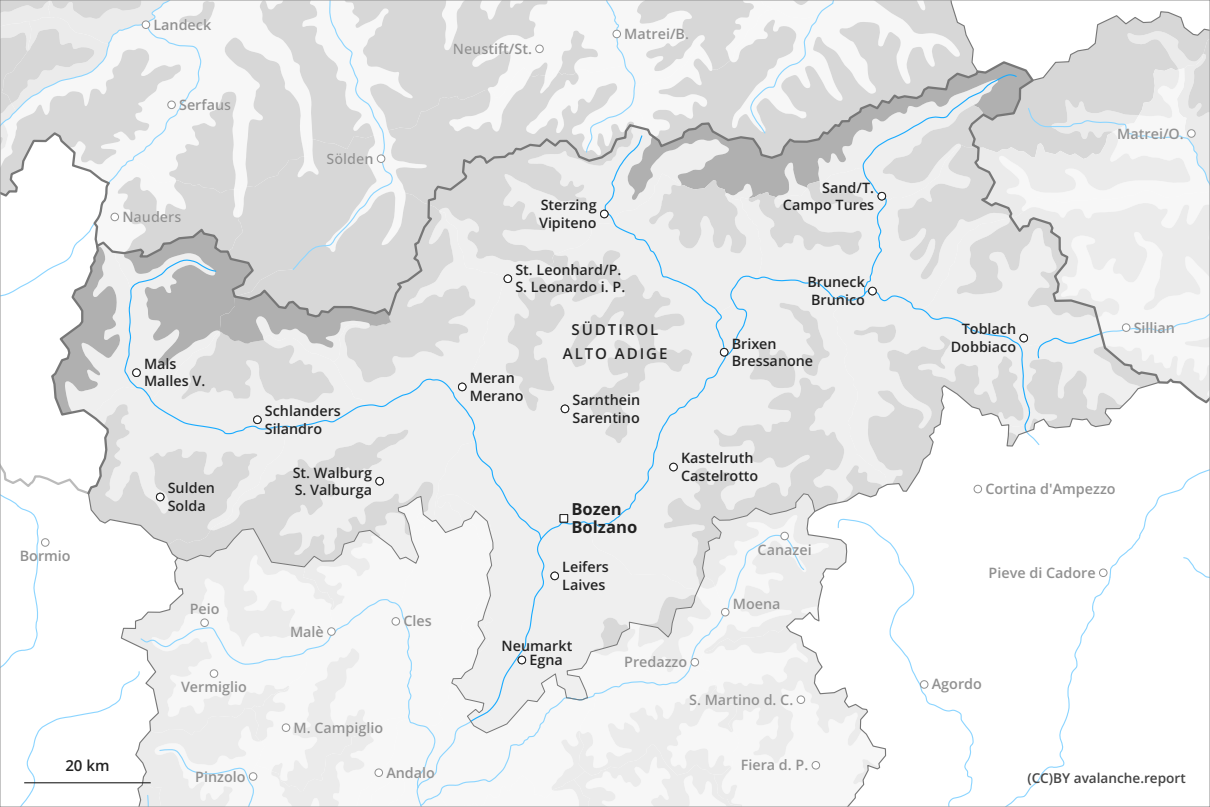 Landeck
Matrei/B.
Neustift/St.
Serfaus
Matrei/O.
Sölden
Sand/T.
Campo Tures
Sterzing
Vipiteno
Nauders
St. Leonhard/P.
S. Leonardo i. P.
Bruneck
Brunico
SÜDTIROL
ALTO ADIGE
Toblach
Dobbiaco
Sillian
Brixen
Bressanone
Mals
Malles V.
Meran
Merano
Sarnthein
Sarentino
Schlanders
Silandro
Kastelruth
Castelrotto
St. Walburg
S. Valburga
Sulden
Solda
Cortina d'Ampezzo
Bozen
Bolzano
Bormio
Canazei
Leifers
Laives
Pieve di Cadore
Peio
Moena
Malè
Cles
Neumarkt
Egna
Predazzo
Vermiglio
Agordo
S. Martino d. C.
M. Campiglio
20 km
Pinzolo
Andalo
Fiera d. P.
(CC)BY avalanche.report